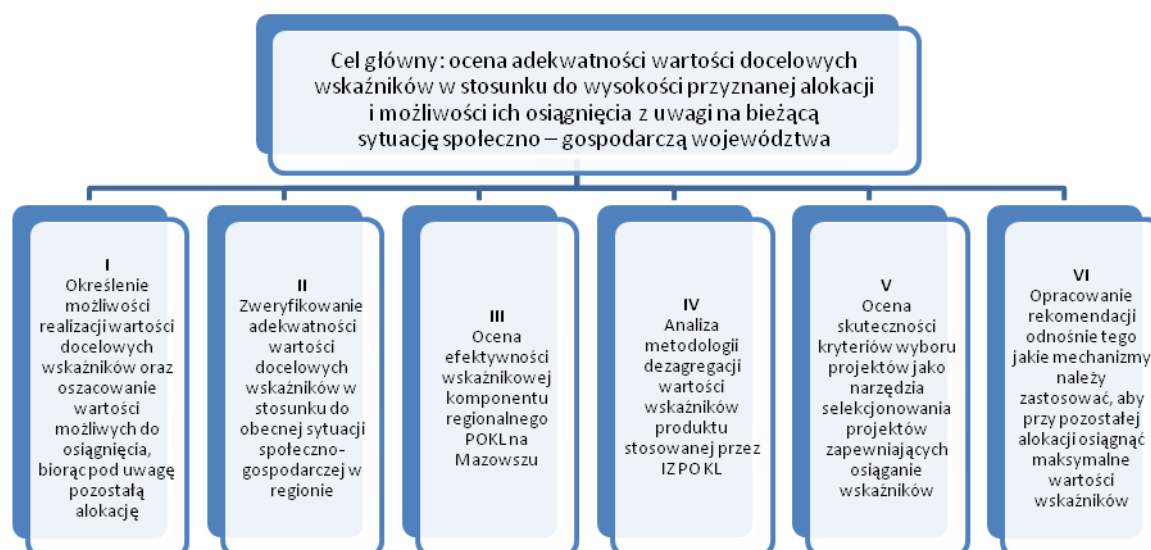 Cel główny: ocena adekwatności wartości docelowych
wskaźników w stosunku do wysokości przyznanej alokacji
i możliwości ich osiągnięcia z uwagi na bieżącą
sytuację społeczno – gospodarczą województwa
I
Określenie
możliwości
realizacji wartości
docelowych
wskaźników oraz
oszacowanie
wartości
możliwych do
osiągnięcia,
biorąc pod uwagę
pozostałą
alokację
II
Zweryfikowanie
adekwatności
wartości
docelowych
wskaźników w
stosunku do
obecnej sytuacji
społeczno-
gospodarczej w
regionie
III
Ocena
efektywności
wskaźnikowej
komponentu
regionalnego
POKL na
Mazowszu
IV
Analiza
metodologii
dezagregacji
wartości
wskaźników
produktu
stosowanej przez
IZ PO KL
V
Ocena
skuteczności
kryteriów wyboru
projektów jako
narzędzia
selekcjonowania
projektów
zapewniających
osiąganie
wskaźników
VI
Opracowanie
rekomendacji
odnośnie tego
jakie mechanizmy
należy
zastosować, aby
przy pozostałej
alokacji osiągnąć
maksymalne
wartości
wskaźników